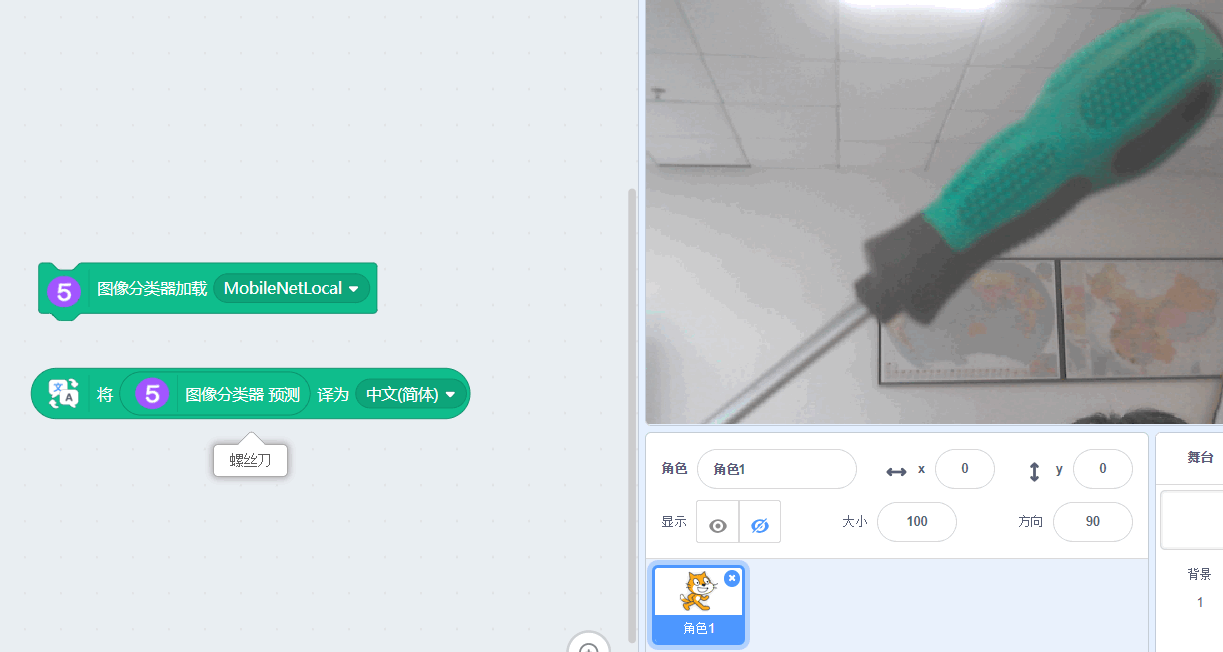 5 图像分类器加载 MobileNetLocal
文 A 将 5 图像分类器 预测 译为 中文(简体)
螺丝刀
角色 角色1 x 0 y 0
显示 大小 100 方向 90
角色1
舞台
背景
1